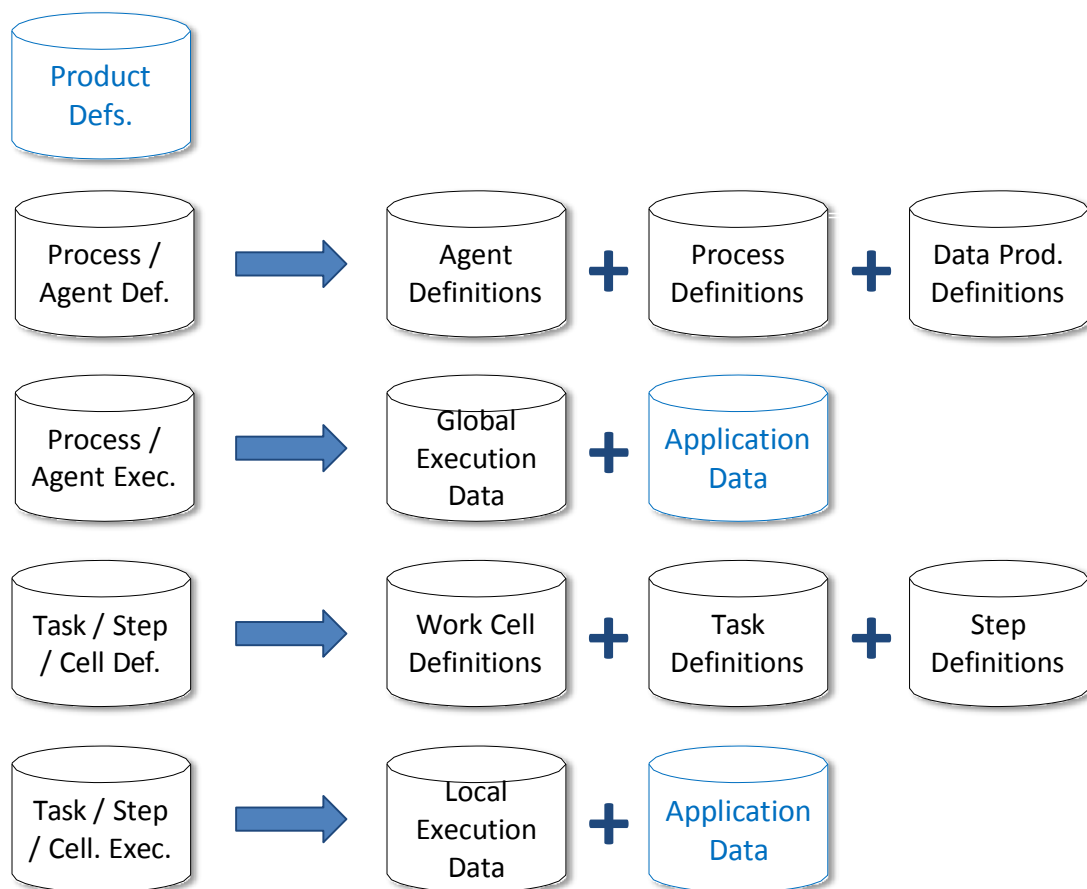 Product
Defs.
Process /
Agent Def.
Agent
Definitions
+
Process
Definitions
+
Data Prod.
Definitions
Process /
Agent Exec.
Global
Execution
Data
+
Application
Data
Task / Step
/ Cell Def.
Work Cell
Definitions
+
Task
Definitions
+
Step
Definitions
Task / Step
/ Cell. Exec.
Local
Execution
Data
+
Application
Data